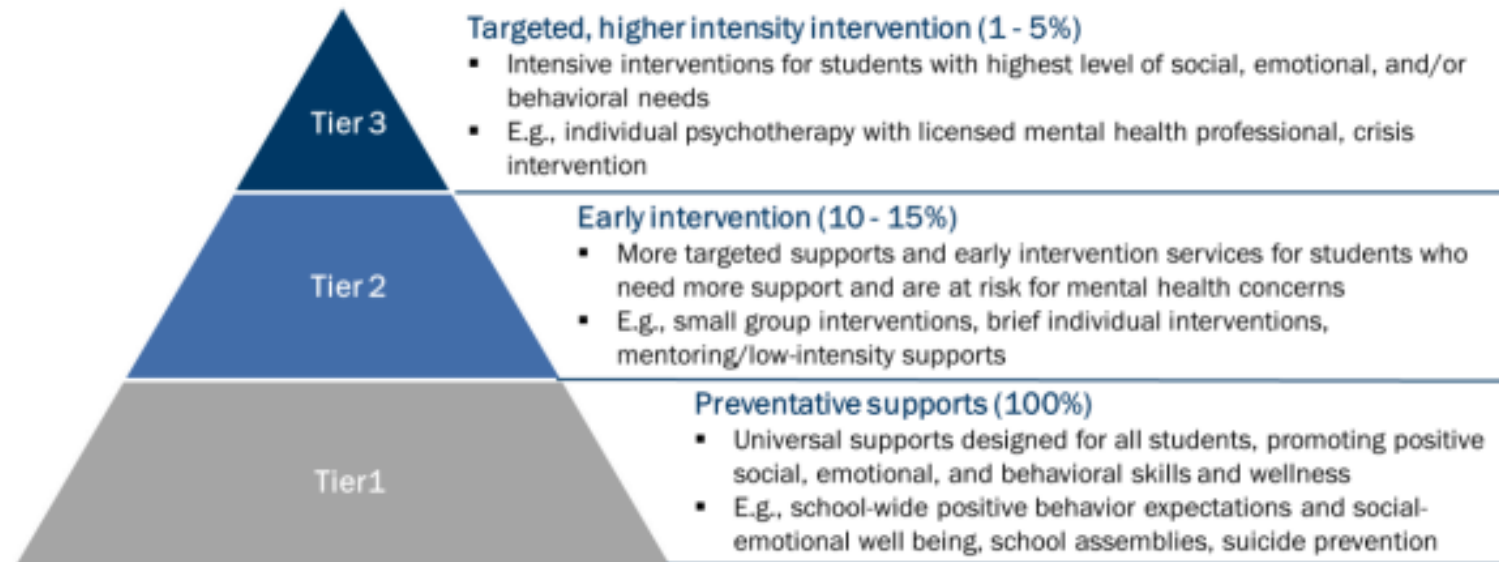 Targeted, higher intensity intervention (1 - 5%)
▪ Intensive interventions for students with highest level of social, emotional, and/or
behavioral needs
Tier 3
▪ E.g., individual psychotherapy with licensed mental health professional, crisis
intervention
Early intervention (10 - 15%)
▪ More targeted supports and early intervention services for students who
need more support and are at risk for mental health concerns
Tier 2
▪ E.g., small group interventions, brief individual interventions,
mentoring/low-intensity supports
Preventative supports (100%)
▪ Universal supports designed for all students, promoting positive
social, emotional, and behavioral skills and wellness
Tier1
▪ E.g., school-wide positive behavior expectations and social-
emotional well being, school assemblies, suicide prevention